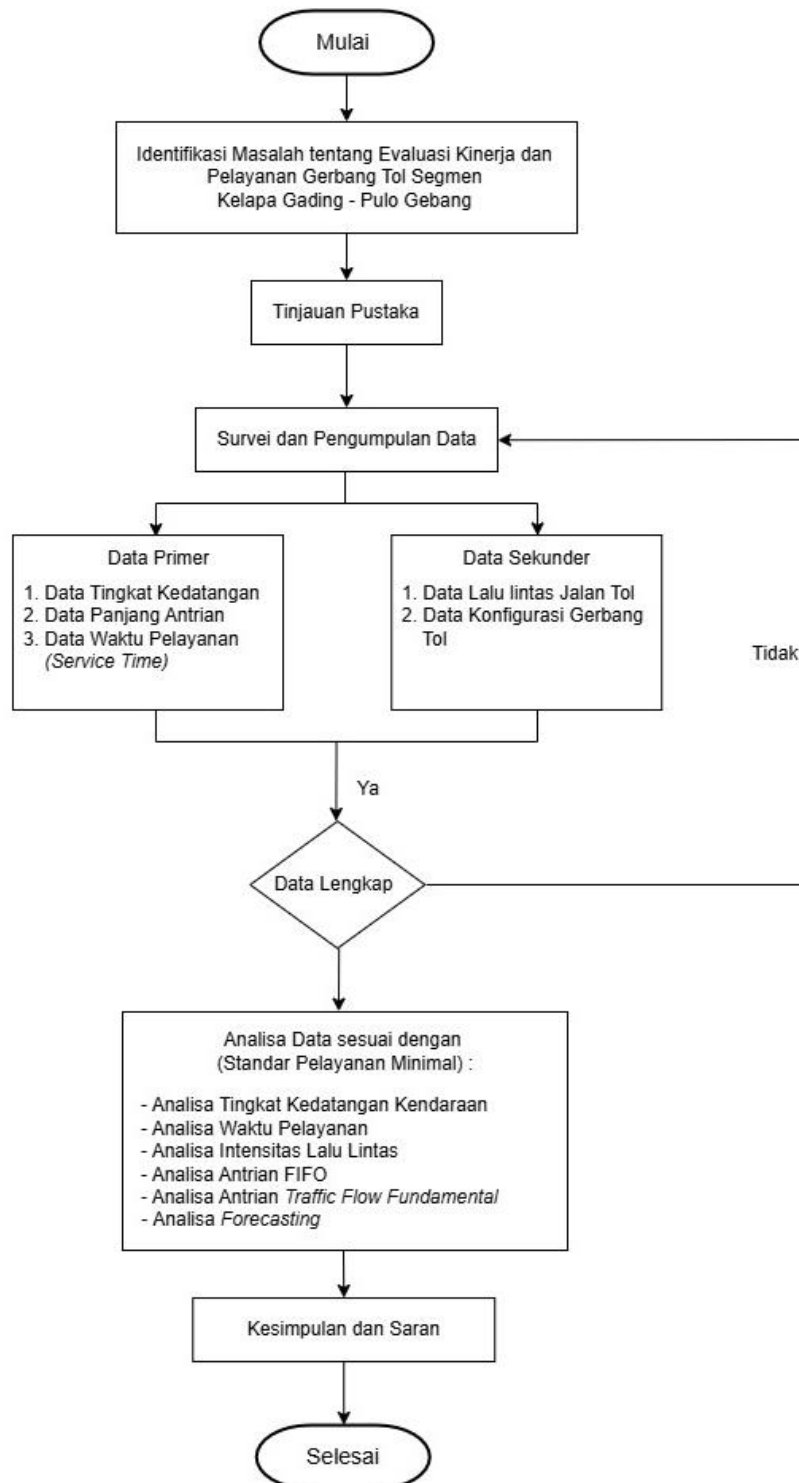 Mulai
Identifikasi Masalah tentang Evaluasi Kinerja dan
Pelayanan Gerbang Tol Segmen
Kelapa Gading - Pulo Gebang
Tinjauan Pustaka
Survei dan Pengumpulan Data
Data Primer
1. Data Tingkat Kedatangan
2. Data Panjang Antrian
3. Data Waktu Pelayanan
(Service Time)
Data Sekunder
1. Data Lalu lintas Jalan Tol
2. Data Konfigurasi Gerbang
Tol
Tidak
Ya
Data Lengkap
Analisa Data sesuai dengan
(Standar Pelayanan Minimal) :
- Analisa Tingkat Kedatangan Kendaraan
- Analisa Waktu Pelayanan
- Analisa Intensitas Lalu Lintas
- Analisa Antrian FIFO
- Analisa Antrian Traffic Flow Fundamental
- Analisa Forecasting
Kesimpulan dan Saran
Selesai